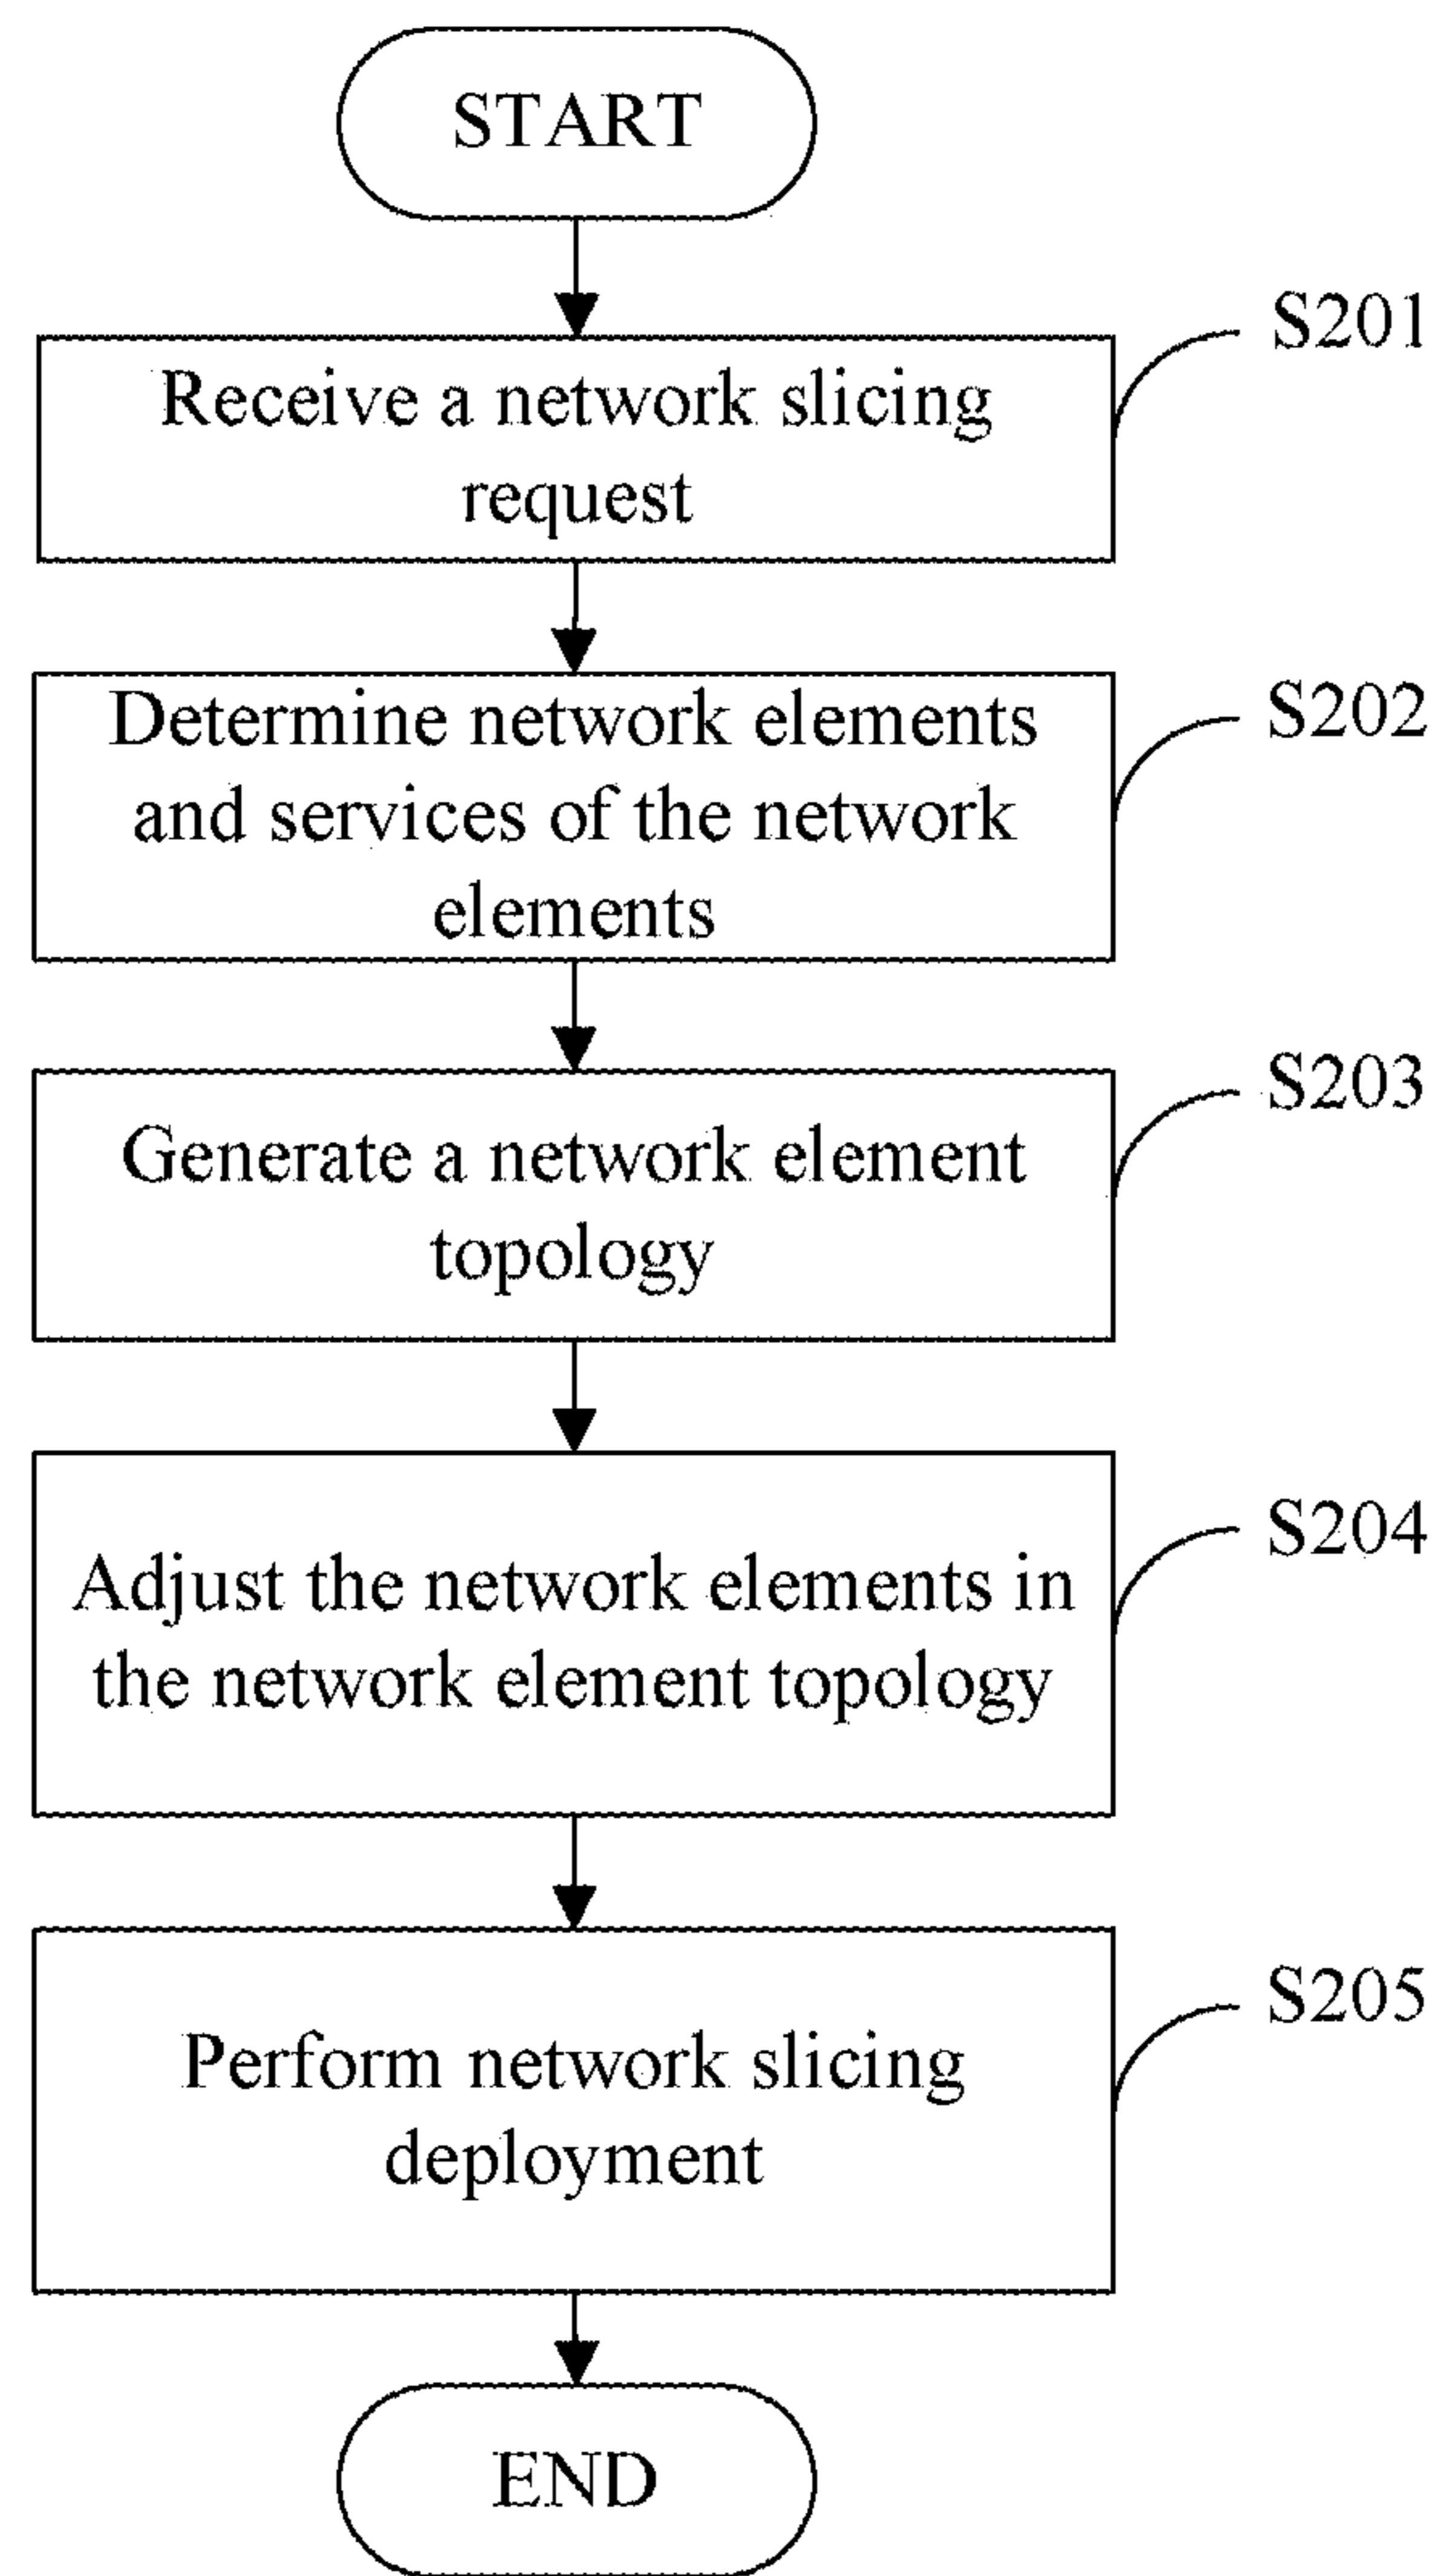 START
S201
Receive a network slicing
request
S202
Determine network elements
and services of the network
elements
S203
Generate a network element
topology
S204
Adjust the network elements in
the network element topology
S205
Perform network slicing
deployment
END